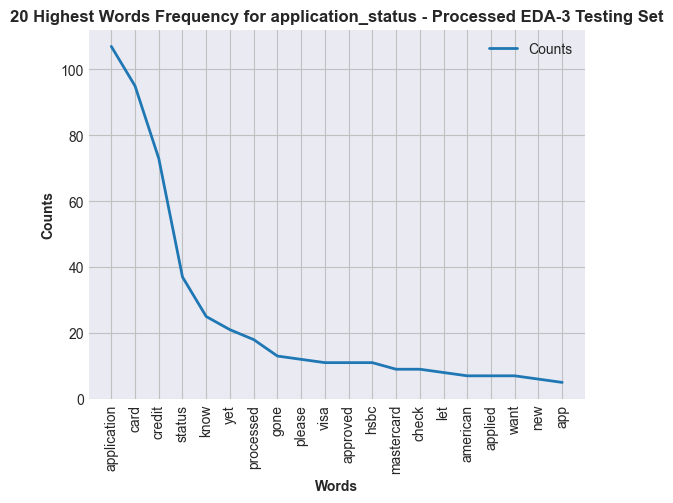 20 Highest Words Frequency for application_status - Processed EDA-3 Testing Set
Counts
100
80
60
40
20
0
Counts
application
card
credit
status
know
yet
processed
gone
please
visa
approved
hsbc
mastercard
check
let
american
applied
want
new
app
Words